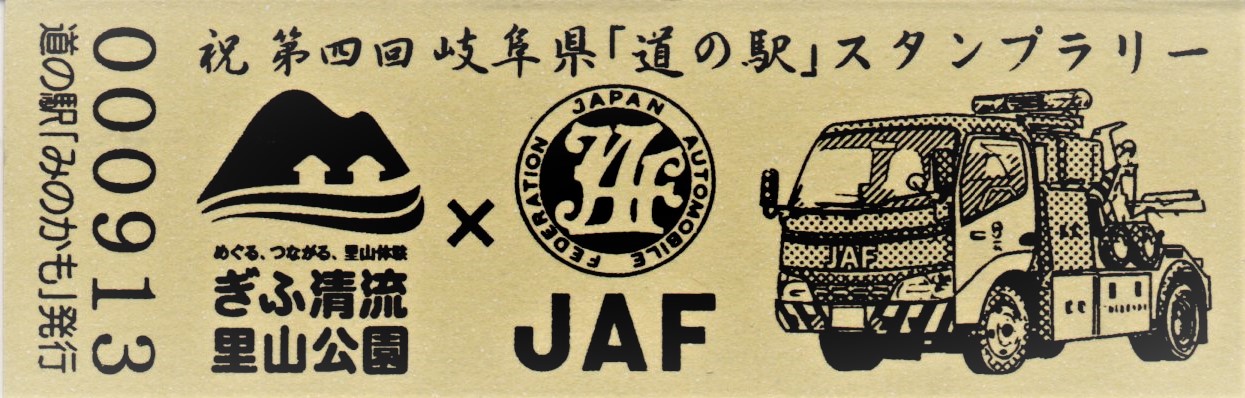 祝 第四回 岐阜県「道の駅」スタンプラリー
000913
道の駅「みのかも」発行
めぐる、つながる、里山体験
ぎふ清流
里山公園
×
JAPAN AUTOMOBILE FEDERATION
JAF
JAF